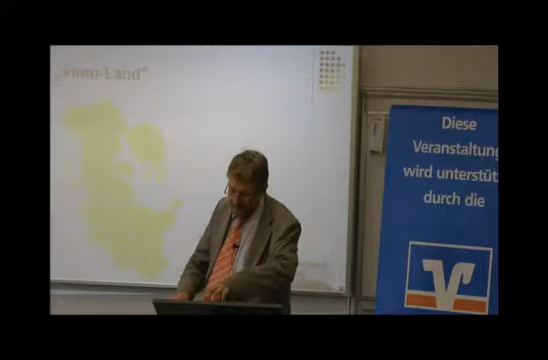 Diese
Veranstaltung
wird unterstüt
durch die